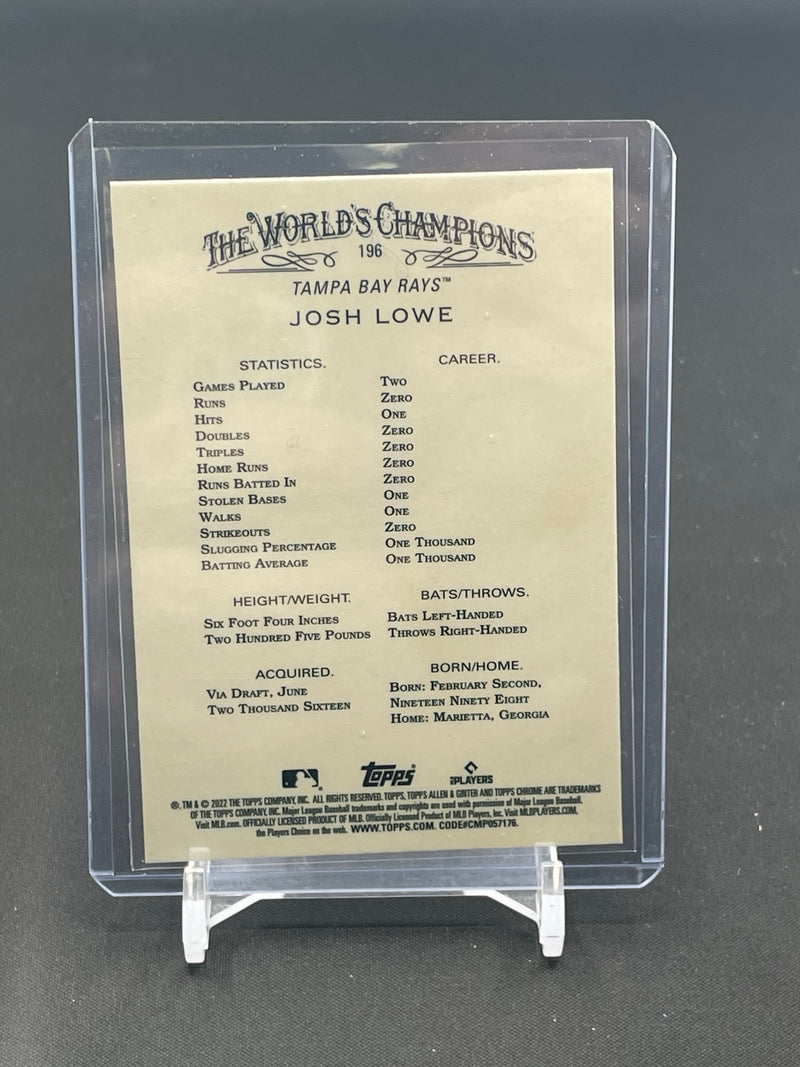 THE WORLD'S CHAMPIONS
196
TAMPA BAY RAYS™
JOSH LOWE
STATISTICS. CAREER.
GAMES PLAYED TWO
RUNS ZERO
HITS ONE
DOUBLES ZERO
TRIPLES ZERO
HOME RUNS ZERO
RUNS BATTED IN ZERO
STOLEN BASES ONE
WALKS ONE
STRIKEOUTS ZERO
SLUGGING PERCENTAGE ONE THOUSAND
BATTING AVERAGE ONE THOUSAND
HEIGHT/WEIGHT.
SIX FOOT FOUR INCHES
TWO HUNDRED FIVE POUNDS
BATS/THROWS.
BATS LEFT-HANDED
THROWS RIGHT-HANDED
ACQUIRED.
VIA DRAFT, JUNE
TWO THOUSAND SIXTEEN
BORN/HOME.
BORN: FEBRUARY SECOND,
NINETEEN NINETY EIGHT
HOME: MARIETTA, GEORGIA
topps
PLAYERS
®, TM & © 2022 THE TOPPS COMPANY, INC. ALL RIGHTS RESERVED. TOPPS, TOPPS ALLEN & GINTER AND TOPPS CHROME ARE TRADEMARKS
OF THE TOPPS COMPANY, INC. Major League Baseball trademarks and copyrights are used with permission of Major League Baseball.
Visit MLB.com. OFFICIALLY LICENSED PRODUCT OF MLB. Officially Licensed Product of MLB Players, Inc. Visit MLBPLAYERS.COM,
the Players Choice on the web. WWW.TOPPS.COM. CODE#CMP057176.